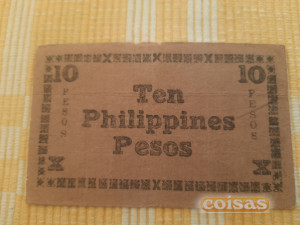 10 10
PESOS PESOS
Ten
Philippines
Pesos
X X
coisas